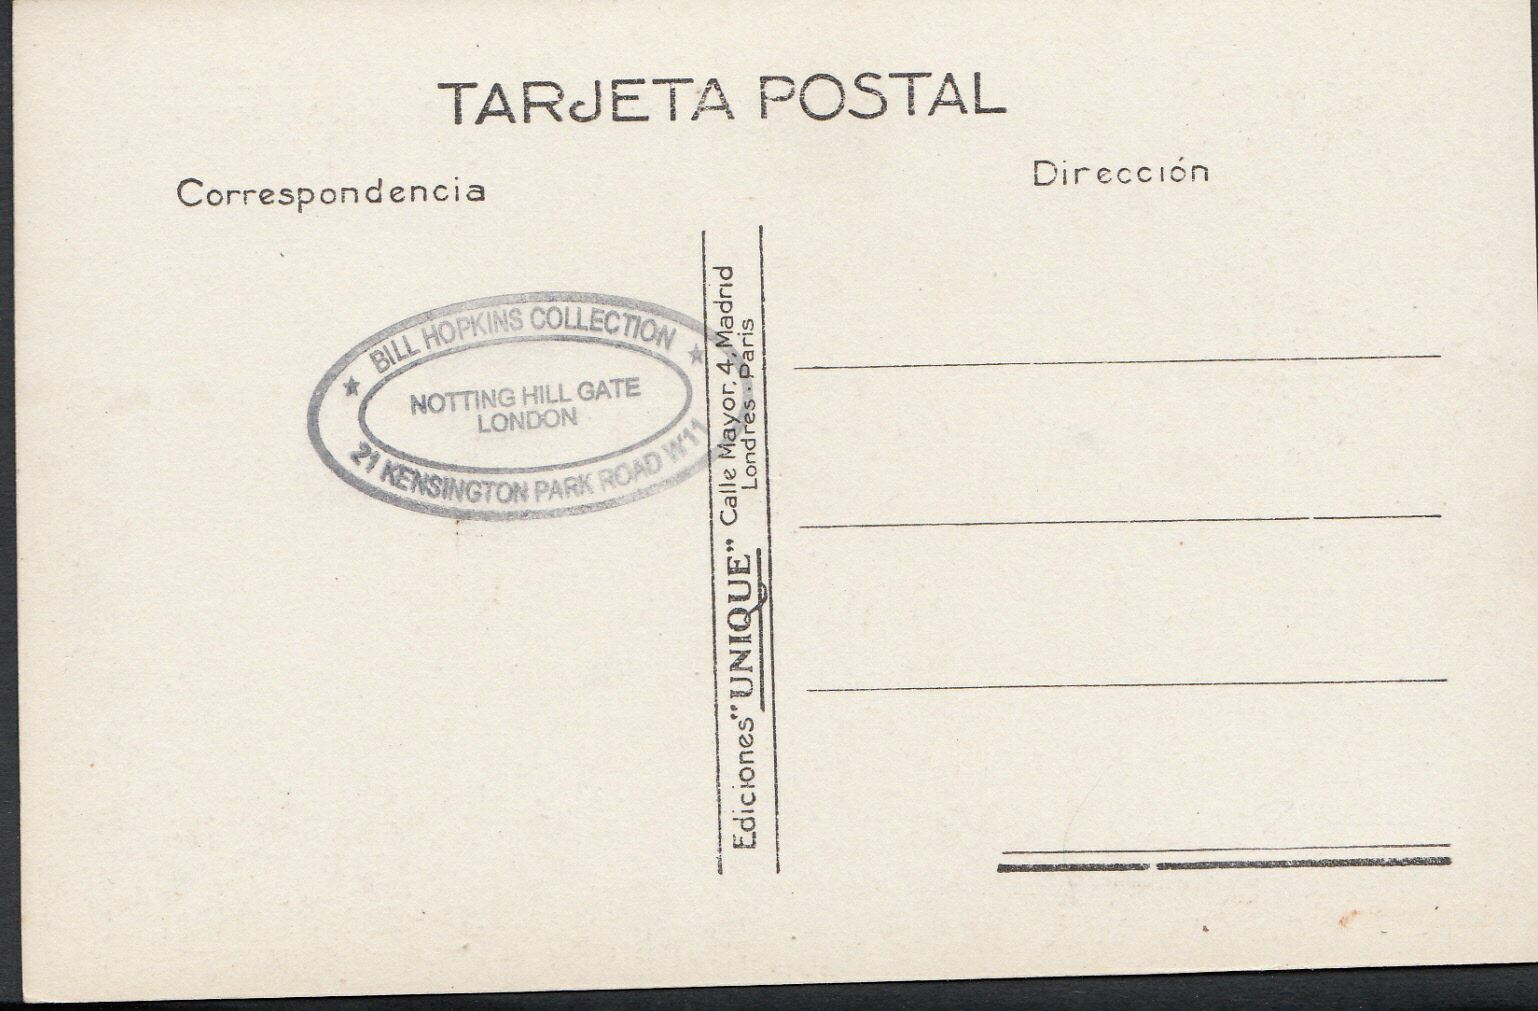 TARJETA POSTAL
Correspondencia
Dirección
BILL HOPKINS COLLECTION
NOTTING HILL GATE
LONDON
21 KENSINGTON PARK ROAD W11
Ediciones "UNIQUE" Calle Mayor, 4, Madrid
Londres - Paris